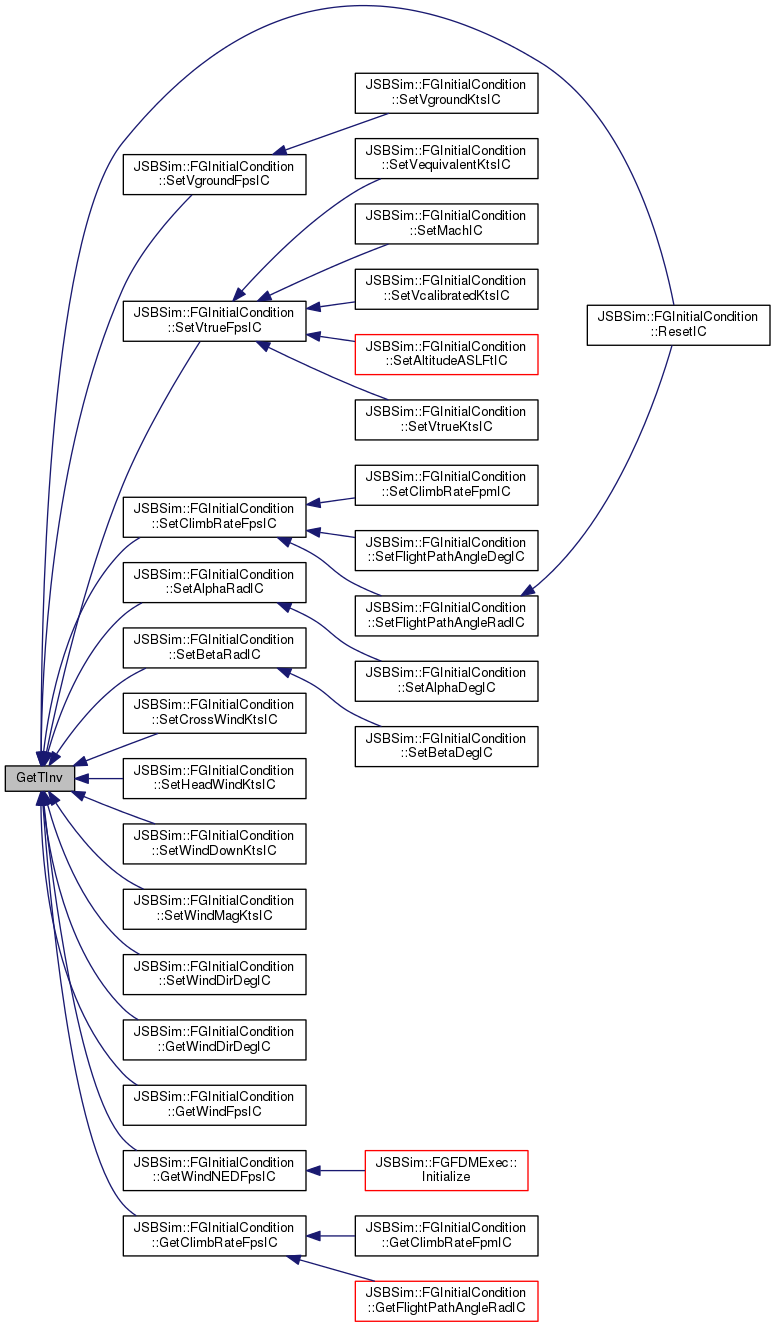 JSBSim::FGInitialCondition
::SetVgroundKtsIC
JSBSim::FGInitialCondition
::SetVgroundFpsIC
JSBSim::FGInitialCondition
::SetVequivalentKtsIC
JSBSim::FGInitialCondition
::SetMachIC
JSBSim::FGInitialCondition
::SetVcalibratedKtsIC
JSBSim::FGInitialCondition
::SetVtrueFpsIC
JSBSim::FGInitialCondition
::ResetIC
JSBSim::FGInitialCondition
::SetAltitudeASLFtIC
JSBSim::FGInitialCondition
::SetVtrueKtsIC
JSBSim::FGInitialCondition
::SetClimbRateFpmIC
JSBSim::FGInitialCondition
::SetClimbRateFpsIC
JSBSim::FGInitialCondition
::SetFlightPathAngleDegIC
JSBSim::FGInitialCondition
::SetAlphaRadIC
JSBSim::FGInitialCondition
::SetFlightPathAngleRadIC
JSBSim::FGInitialCondition
::SetBetaRadIC
JSBSim::FGInitialCondition
::SetAlphaDegIC
JSBSim::FGInitialCondition
::SetCrossWindKtsIC
JSBSim::FGInitialCondition
::SetBetaDegIC
GetTInv
JSBSim::FGInitialCondition
::SetHeadWindKtsIC
JSBSim::FGInitialCondition
::SetWindDownKtsIC
JSBSim::FGInitialCondition
::SetWindMagKtsIC
JSBSim::FGInitialCondition
::SetWindDirDegIC
JSBSim::FGInitialCondition
::GetWindDirDegIC
JSBSim::FGInitialCondition
::GetWindFpsIC
JSBSim::FGInitialCondition
::GetWindNEDFpsIC
JSBSim::FGFDMExec::
Initialize
JSBSim::FGInitialCondition
::GetClimbRateFpsIC
JSBSim::FGInitialCondition
::GetClimbRateFpmIC
JSBSim::FGInitialCondition
::GetFlightPathAngleRadIC